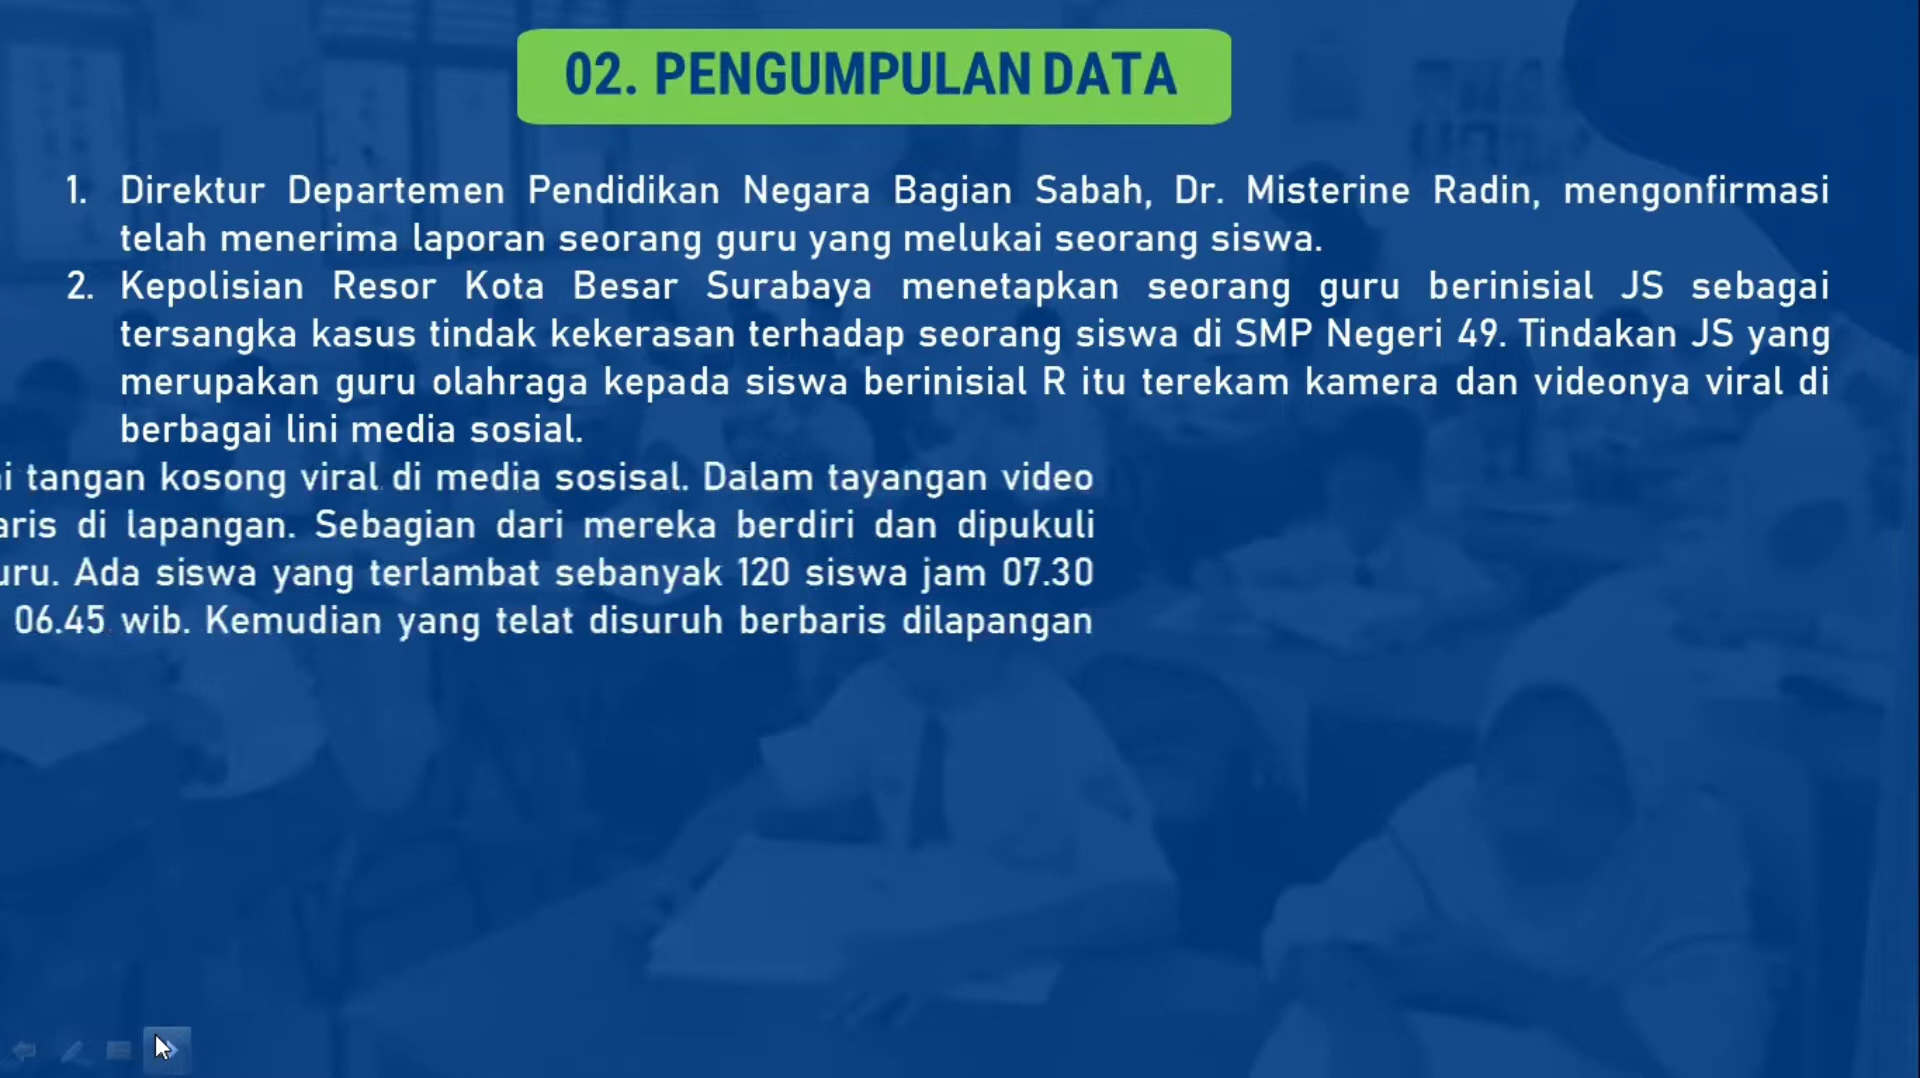 02. PENGUMPULAN DATA
1. Direktur Departemen Pendidikan Negara Bagian Sabah, Dr. Misterine Radin, mengonfirmasi
telah menerima laporan seorang guru yang melukai seorang siswa.
2. Kepolisian Resor Kota Besar Surabaya menetapkan seorang guru berinisial JS sebagai
tersangka kasus tindak kekerasan terhadap seorang siswa di SMP Negeri 49. Tindakan JS yang
merupakan guru olahraga kepada siswa berinisial R itu terekam kamera dan videonya viral di
berbagai lini media sosial.
tangan kosong viral di media sosisal. Dalam tayangan video
di lapangan. Sebagian dari mereka berdiri dan dipukuli
Ada siswa yang terlambat sebanyak 120 siswa jam 07.30
06.45 wib. Kemudian yang telat disuruh berbaris dilapangan